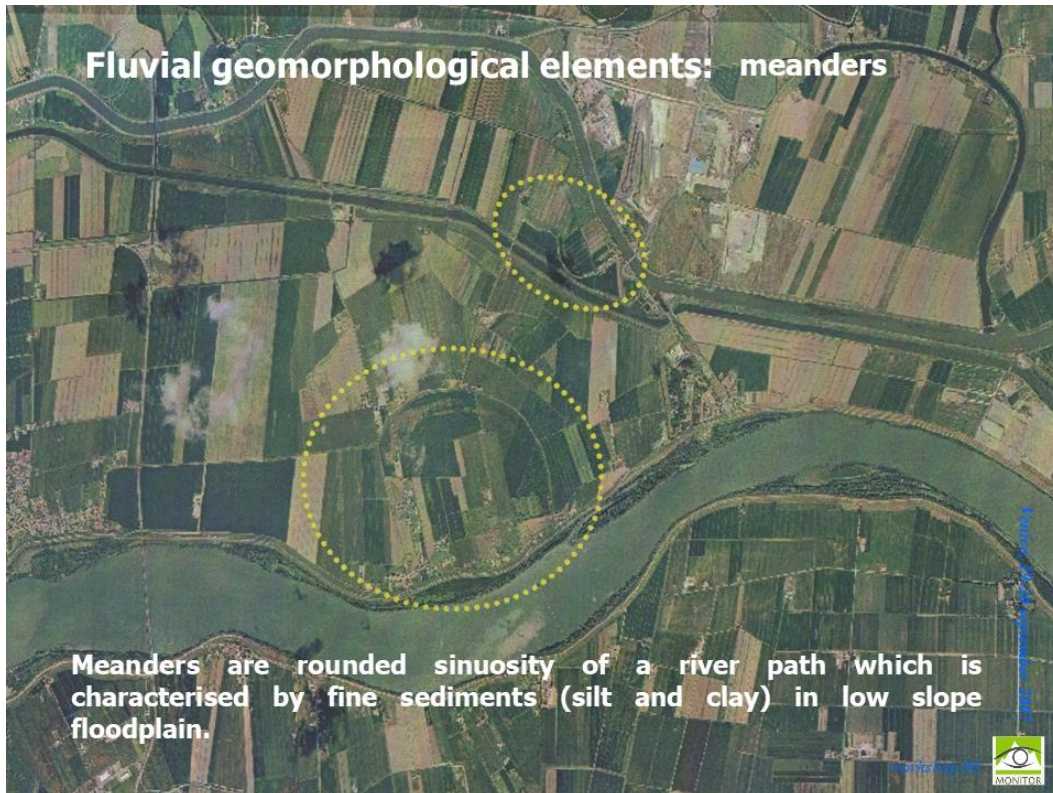 Fluvial geomorphological elements: meanders
Meanders are rounded sinuosity of a river path which is
characterised by fine sediments (silt and clay) in low slope
floodplain.
MONITOR